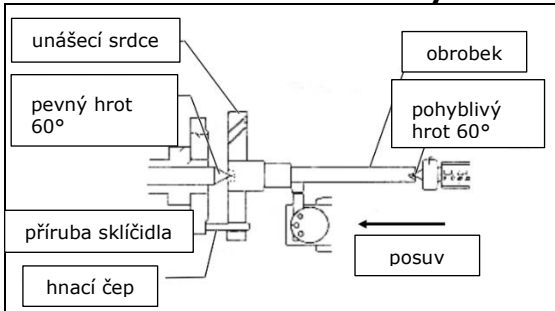 unášecí srdce
obrobek
pevný hrot
60°
pohyblivý
hrot 60°
příruba sklíčidla
posuv
hnací čep